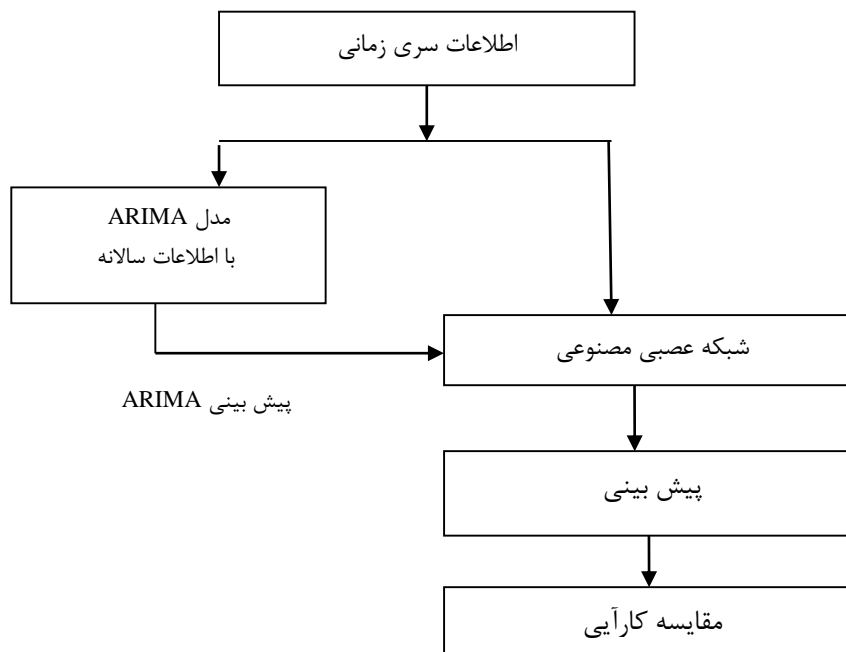 اطلاعات سری زمانی
مدل ARIMA
با اطلاعات سالانه
شبکه عصبی مصنوعی
پیش بینی ARIMA
پیش بینی
مقایسه کارآیی